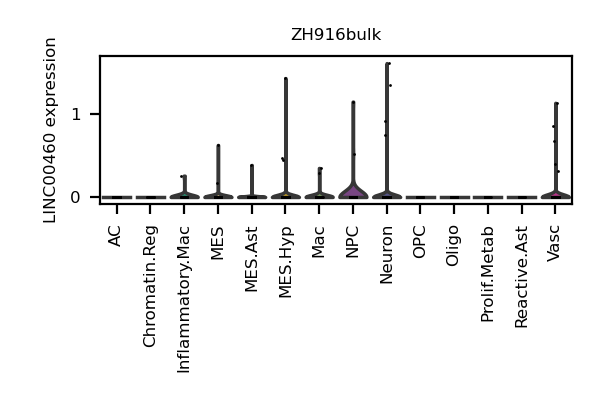 ZH916bulk
LINC00460 expression
1
0
AC
Chromatin.Reg
Inflammatory.Mac
MES
MES.Ast
MES.Hyp
Mac
NPC
Neuron
OPC
Oligo
Prolif.Metab
Reactive.Ast
Vasc